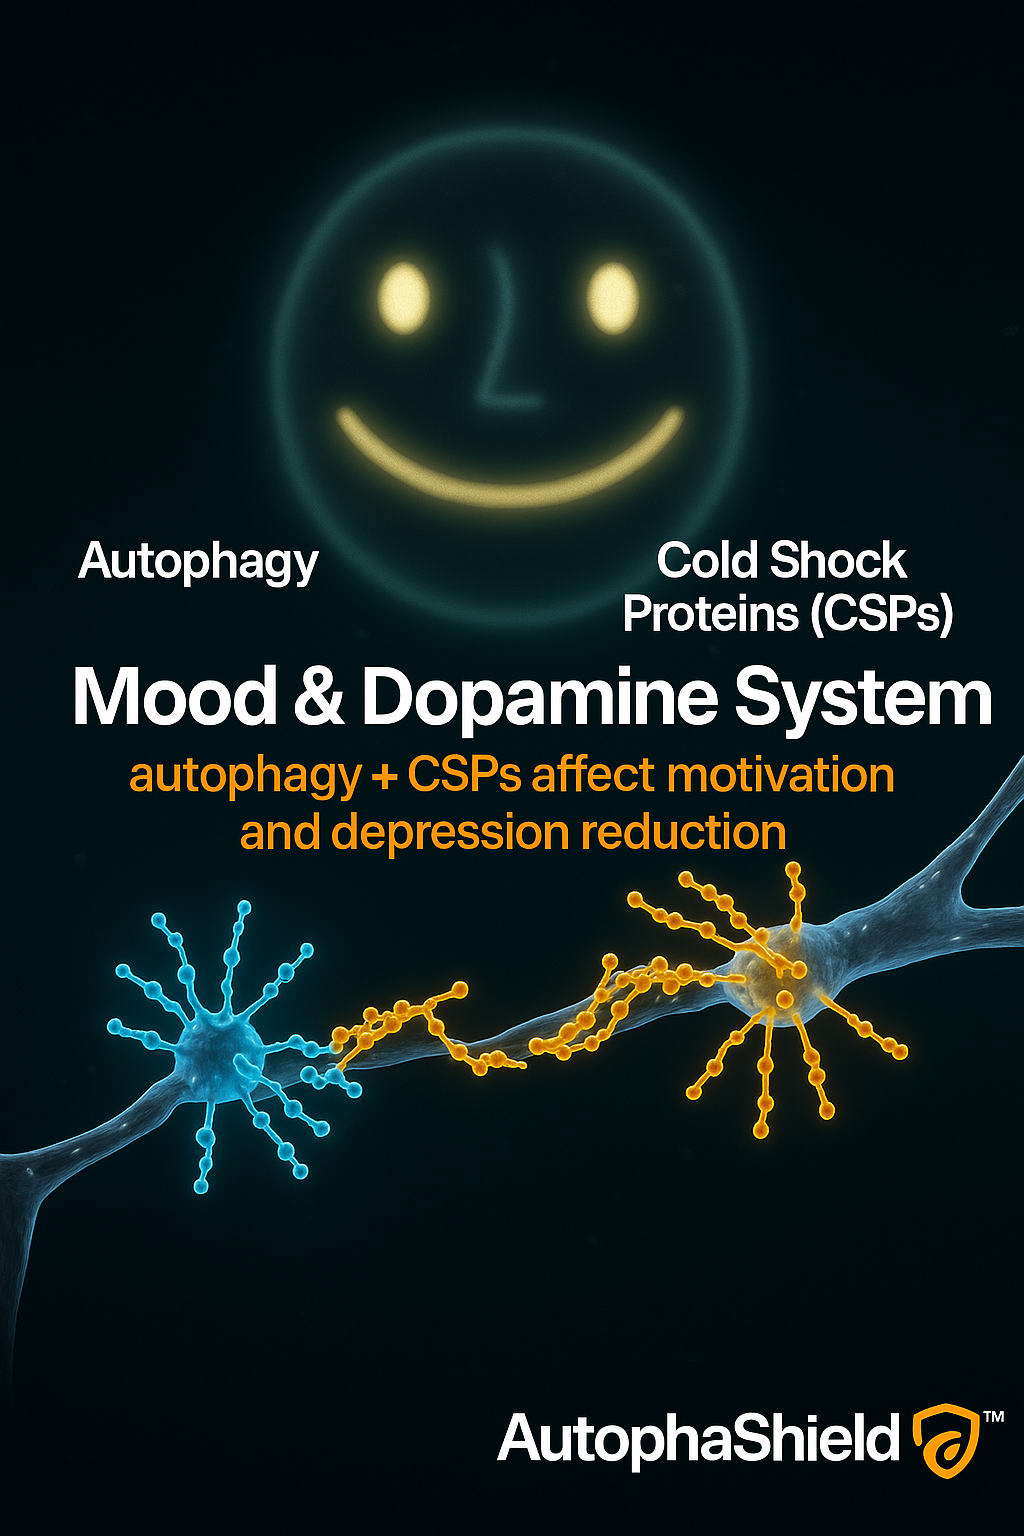 Autophagy
Cold Shock
Proteins (CSPs)
Mood & Dopamine System
autophagy + CSPs affect motivation
and depression reduction
AutophaShield™